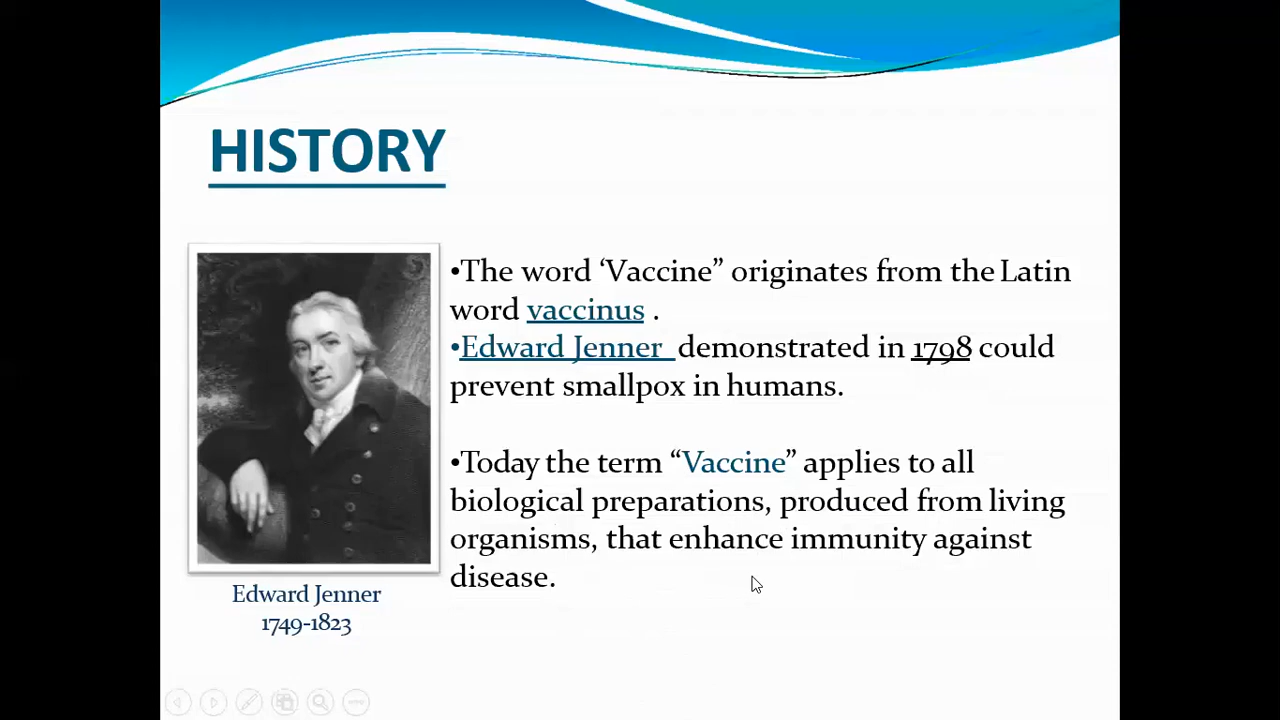 HISTORY
•The word ‘Vaccine” originates from the Latin
word vaccinus .
•Edward Jenner demonstrated in 1798 could
prevent smallpox in humans.
•Today the term “Vaccine” applies to all
biological preparations, produced from living
organisms, that enhance immunity against
disease.
Edward Jenner
1749-1823